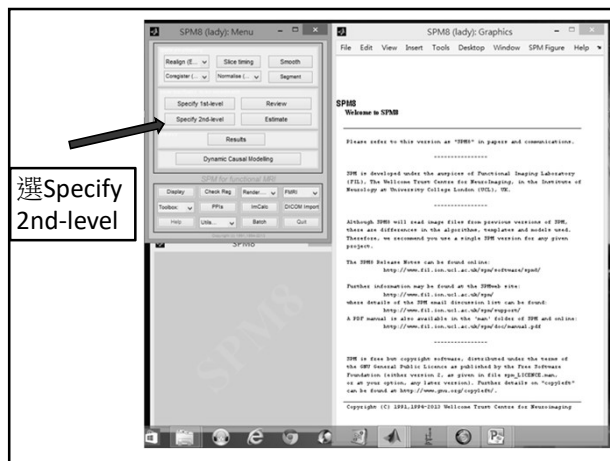 SPM8 (lady): Menu
Realign (E...
Slice timing
Smooth
Coregister (...
Normalise (...
Segment
Specify 1st-level
Review
Specify 2nd-level
Estimate
Results
Dynamic Causal Modelling
SPM for functional MRI
Display
Check Reg
Render...
FMRI
Toolbox:
PPIs
ImCalc
DICOM Import
Help
Utils...
Batch
Quit
SPM8
選Specify
2nd-level
SPM8 (lady): Graphics
File Edit View Insert Tools Desktop Window SPM Figure Help
SPM8
Welcome to SPM8
Please refer to this version as "SPM8" in papers and communications.
SPM is developed under the auspices of Functional Imaging Laboratory
(FIL), The Wellcome Trust Centre for NeuroImaging, in the Institute of
Neurology at University College London (UCL), UK.
Although SPM8 will read image files from previous versions of SPM,
there are differences in the algorithms, templates and models used.
Therefore, we recommend you use a single SPM version for any given
project.
The SPM8 Release Notes can be found online:
http://www.fil.ion.ucl.ac.uk/spm/software/spm8/
Further information may be found at the SPMweb site:
http://www.fil.ion.ucl.ac.uk/spm/
where details of the SPM email discussion list can be found:
http://www.fil.ion.ucl.ac.uk/spm/support/
A PDF manual is also available in the 'man' folder of SPM and online:
http://www.fil.ion.ucl.ac.uk/spm/doc/manual.pdf
SPM is free but copyright software, distributed under the terms of
the GNU General Public Licence as published by the Free Software
Foundation (either version 2, as given in file spm_LICENCE.man,
or at your option, any later version). Further details on "copyleft"
can be found at http://www.gnu.org/copyleft/.
Copyright (C) 1991,1994-2013 Wellcome Trust Centre for Neuroimaging
SPM8